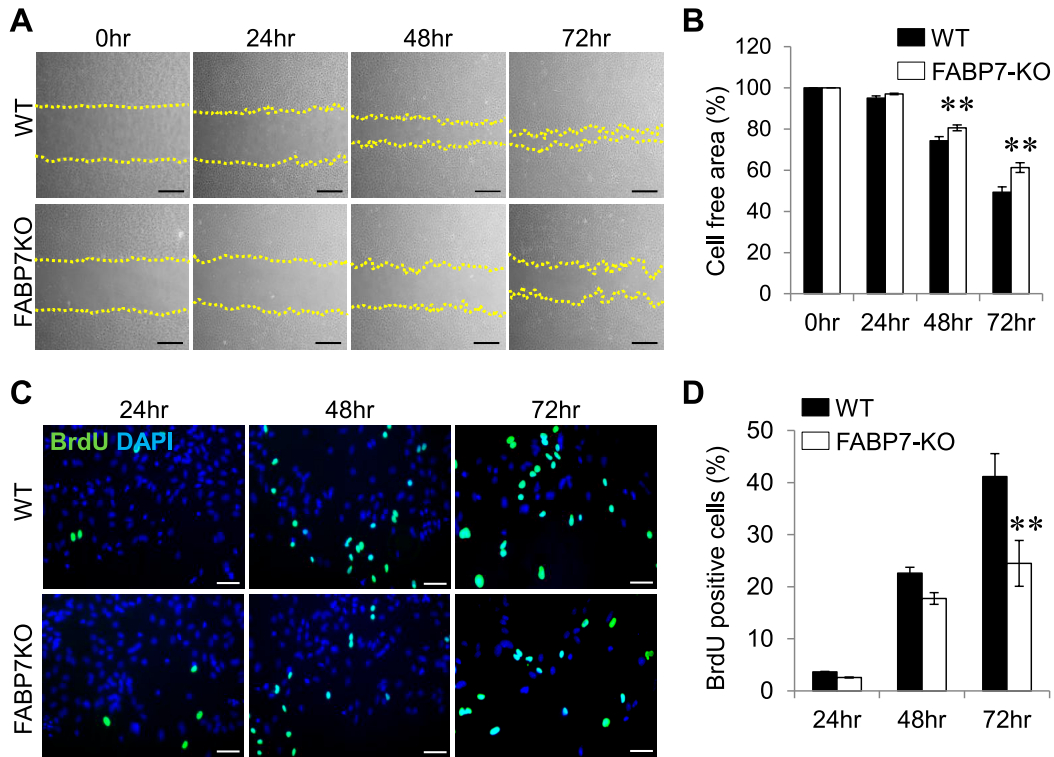 A
0hr 24hr 48hr 72hr
WT
FABP7KO
B
WT
FABP7-KO
Cell free area (%)
120
100
80
60
40
20
0
** **
0hr 24hr 48hr 72hr
C
24hr 48hr 72hr
BrdU DAPI
WT
FABP7KO
D
WT
FABP7-KO
BrdU positive cells (%)
50
40
30
20
10
0
**
24hr 48hr 72hr